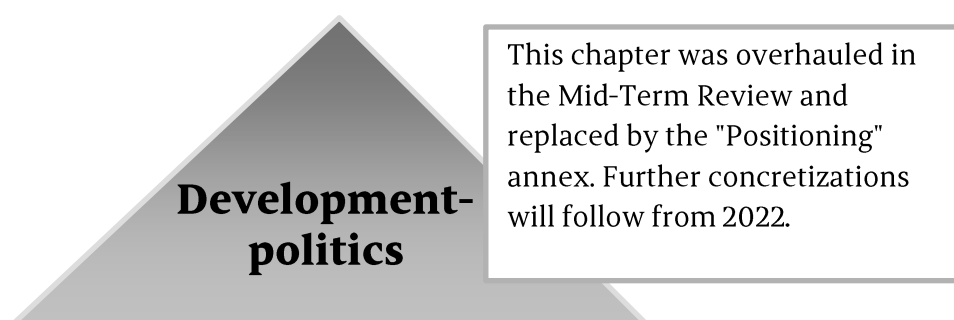 Development-
politics
This chapter was overhauled in
the Mid-Term Review and
replaced by the "Positioning"
annex. Further concretizations
will follow from 2022.